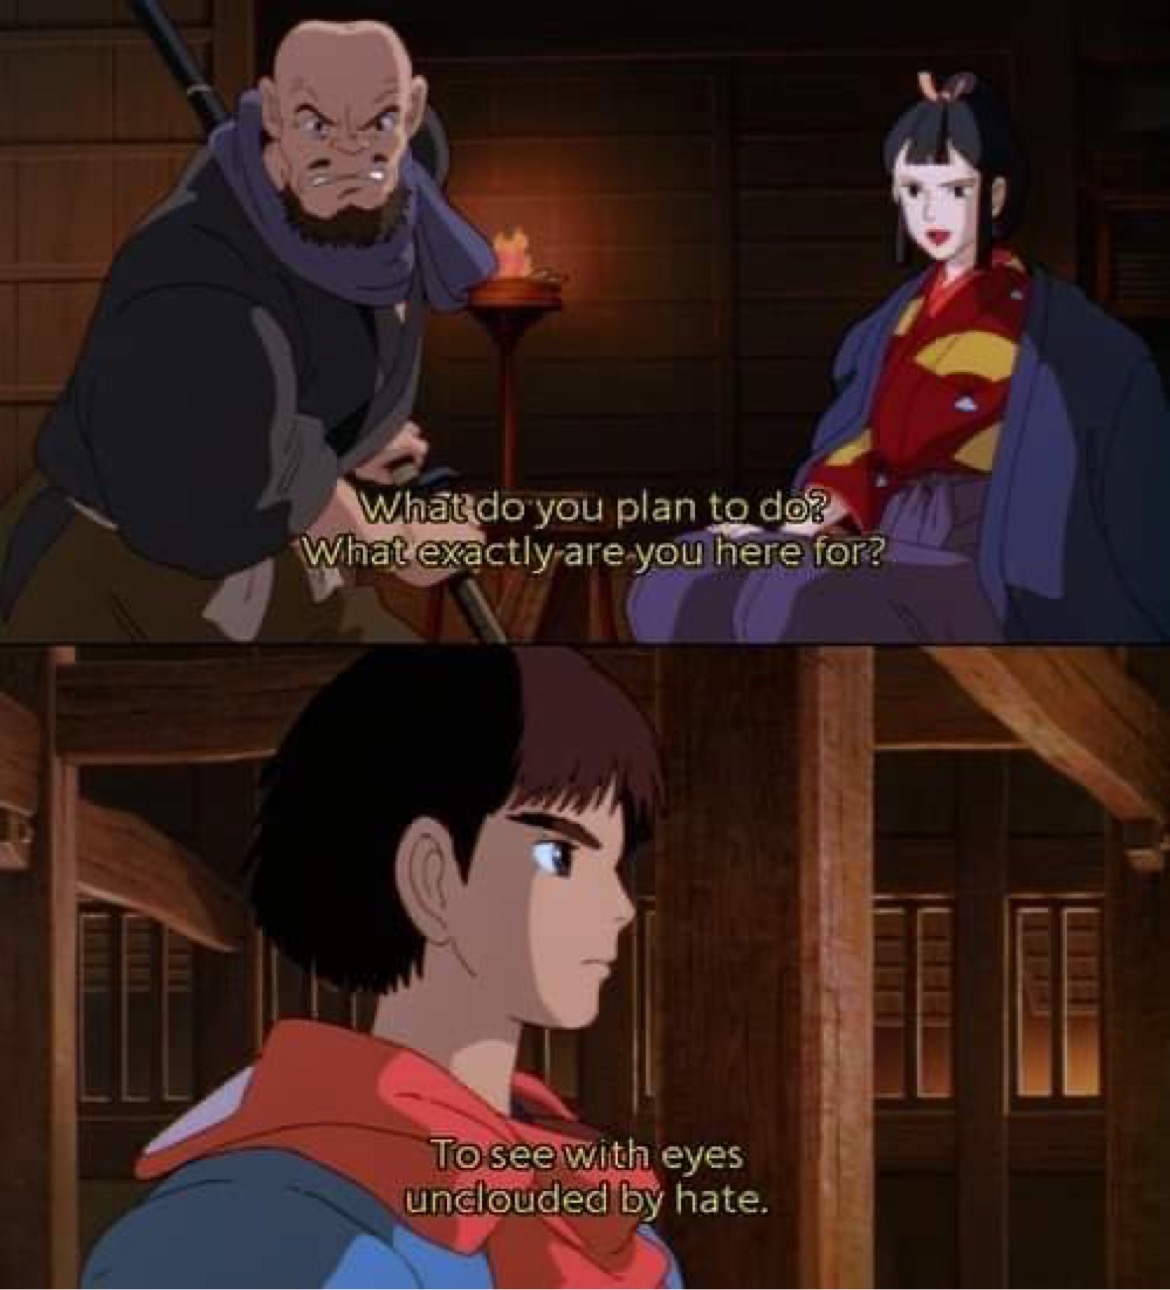 What do you plan to do?
What exactly are you here for?
To see with eyes
unclouded by hate.